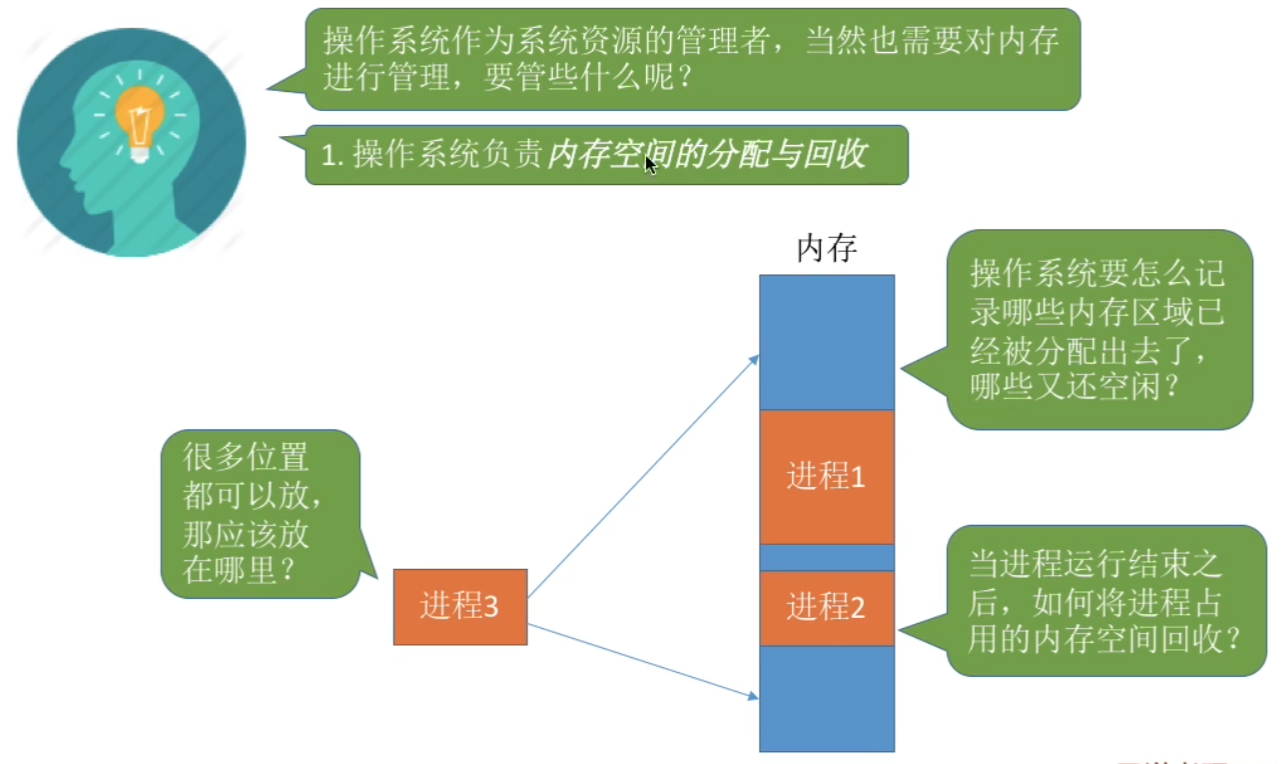 操作系统作为系统资源的管理者，当然也需要对内存
进行管理，要管些什么呢？
1. 操作系统负责内存空间的分配与回收
内存
操作系统要怎么记
录哪些内存区域已
经被分配出去了，
哪些又还空闲？
很多位置
都可以放，
那应该放
在哪里？
进程1
进程3
进程2
当进程运行结束之
后，如何将进程占
用的内存空间回收？